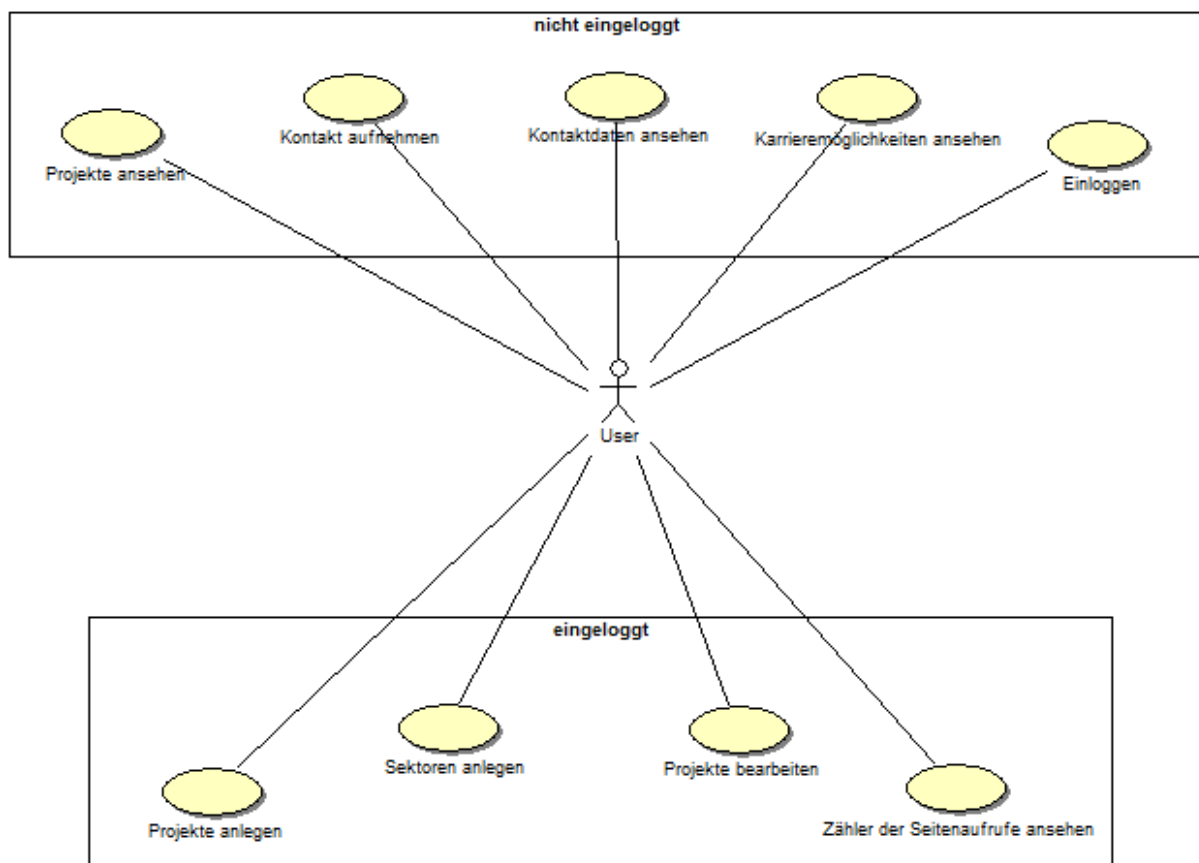 nicht eingeloggt
Projekte ansehen
Kontakt aufnehmen
Kontaktdaten ansehen
Karrieremöglichkeiten ansehen
Einloggen
User
eingeloggt
Projekte anlegen
Sektoren anlegen
Projekte bearbeiten
Zähler der Seitenaufrufe ansehen